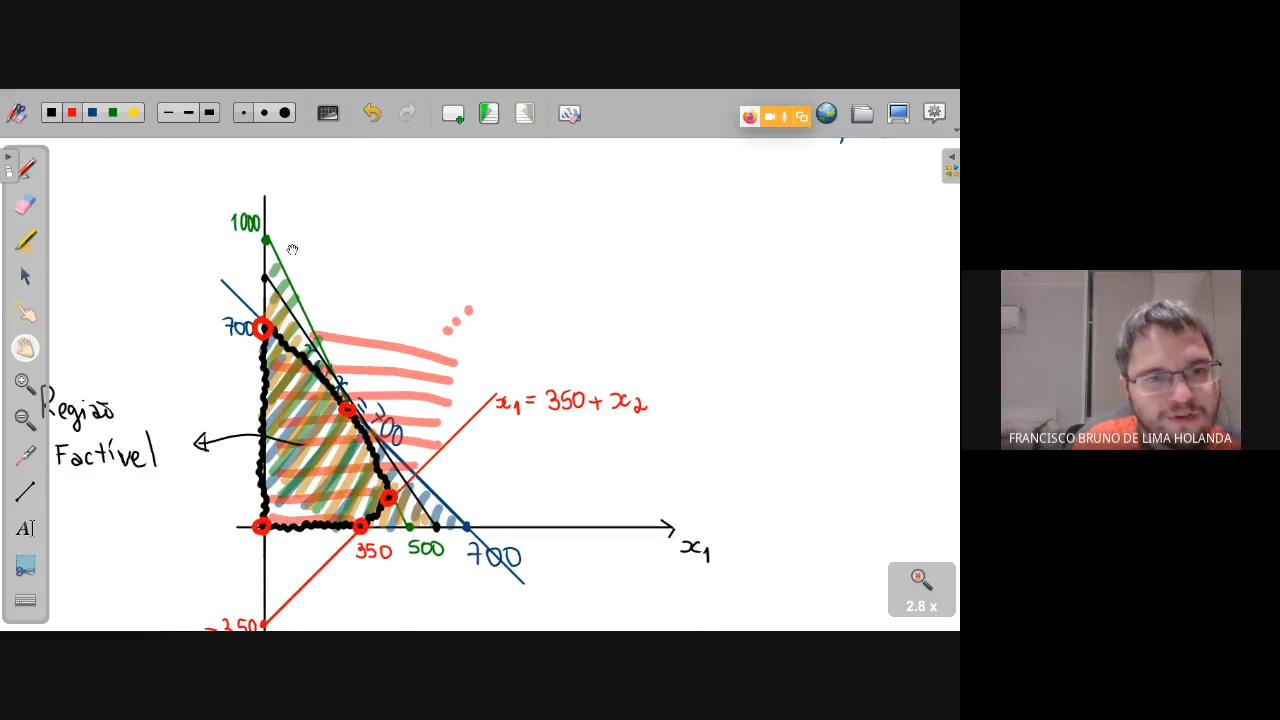 1000
700
x₁ = 350 + x₂
Região
Factível
350
500
700
x₁
-350
2.8 x
FRANCISCO BRUNO DE LIMA HOLANDA